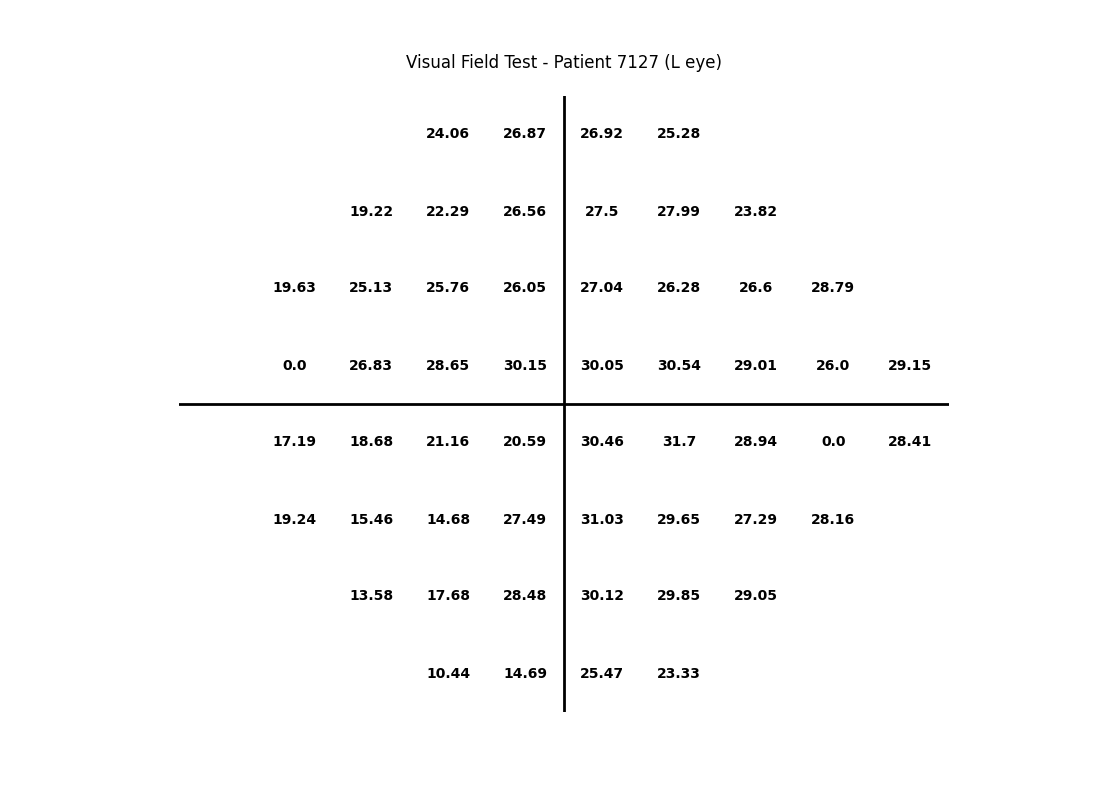 Visual Field Test - Patient 7127 (L eye)
24.06 26.87 26.92 25.28
19.22 22.29 26.56 27.5 27.99 23.82
19.63 25.13 25.76 26.05 27.04 26.28 26.6 28.79
0.0 26.83 28.65 30.15 30.05 30.54 29.01 26.0 29.15
17.19 18.68 21.16 20.59 30.46 31.7 28.94 0.0 28.41
19.24 15.46 14.68 27.49 31.03 29.65 27.29 28.16
13.58 17.68 28.48 30.12 29.85 29.05
10.44 14.69 25.47 23.33